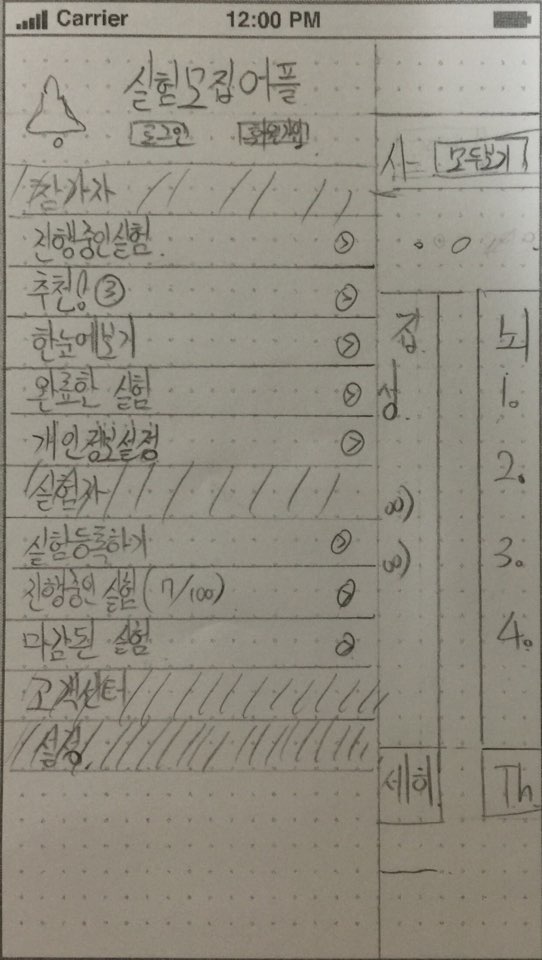 Carrier 12:00 PM
실험모집어플
로그인 회원가입
참가자
진행중인실험
추천! ③
한눈에보기
완료한 실험
개인정보설정
실험자
실험등록하기
진행중인 실험 (7/100)
마감된 실험
고객센터
설정
모두보기
집
성
∞)
∞)
세히
뇌
1.
2.
3.
4.
Th